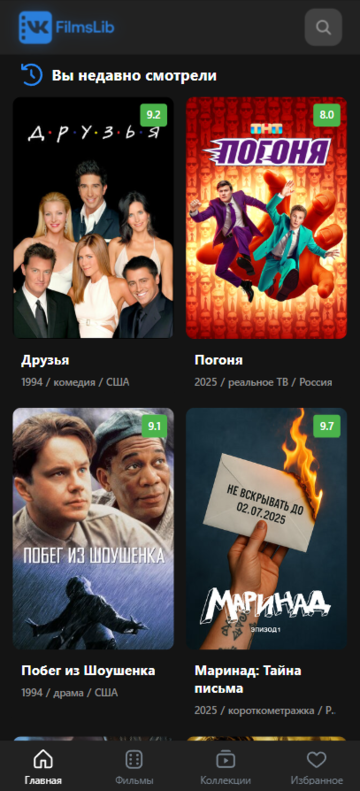 FilmsLib
Вы недавно смотрели
9.2
Д·Р·У·З·Ь·Я
8.0
ТНТ
ПОГОНЯ
Друзья
1994 / комедия / США
Погоня
2025 / реальное ТВ / Россия
9.1
ПОБЕГ ИЗ ШОУШЕНКА
9.7
НЕ ВСКРЫВАТЬ ДО
02.07.2025
МАРИНАД
ЭПИЗОД 1
Побег из Шоушенка
1994 / драма / США
Маринад: Тайна
письма
2025 / короткометражка / Р..
Главная
Фильмы
Коллекции
Избранное